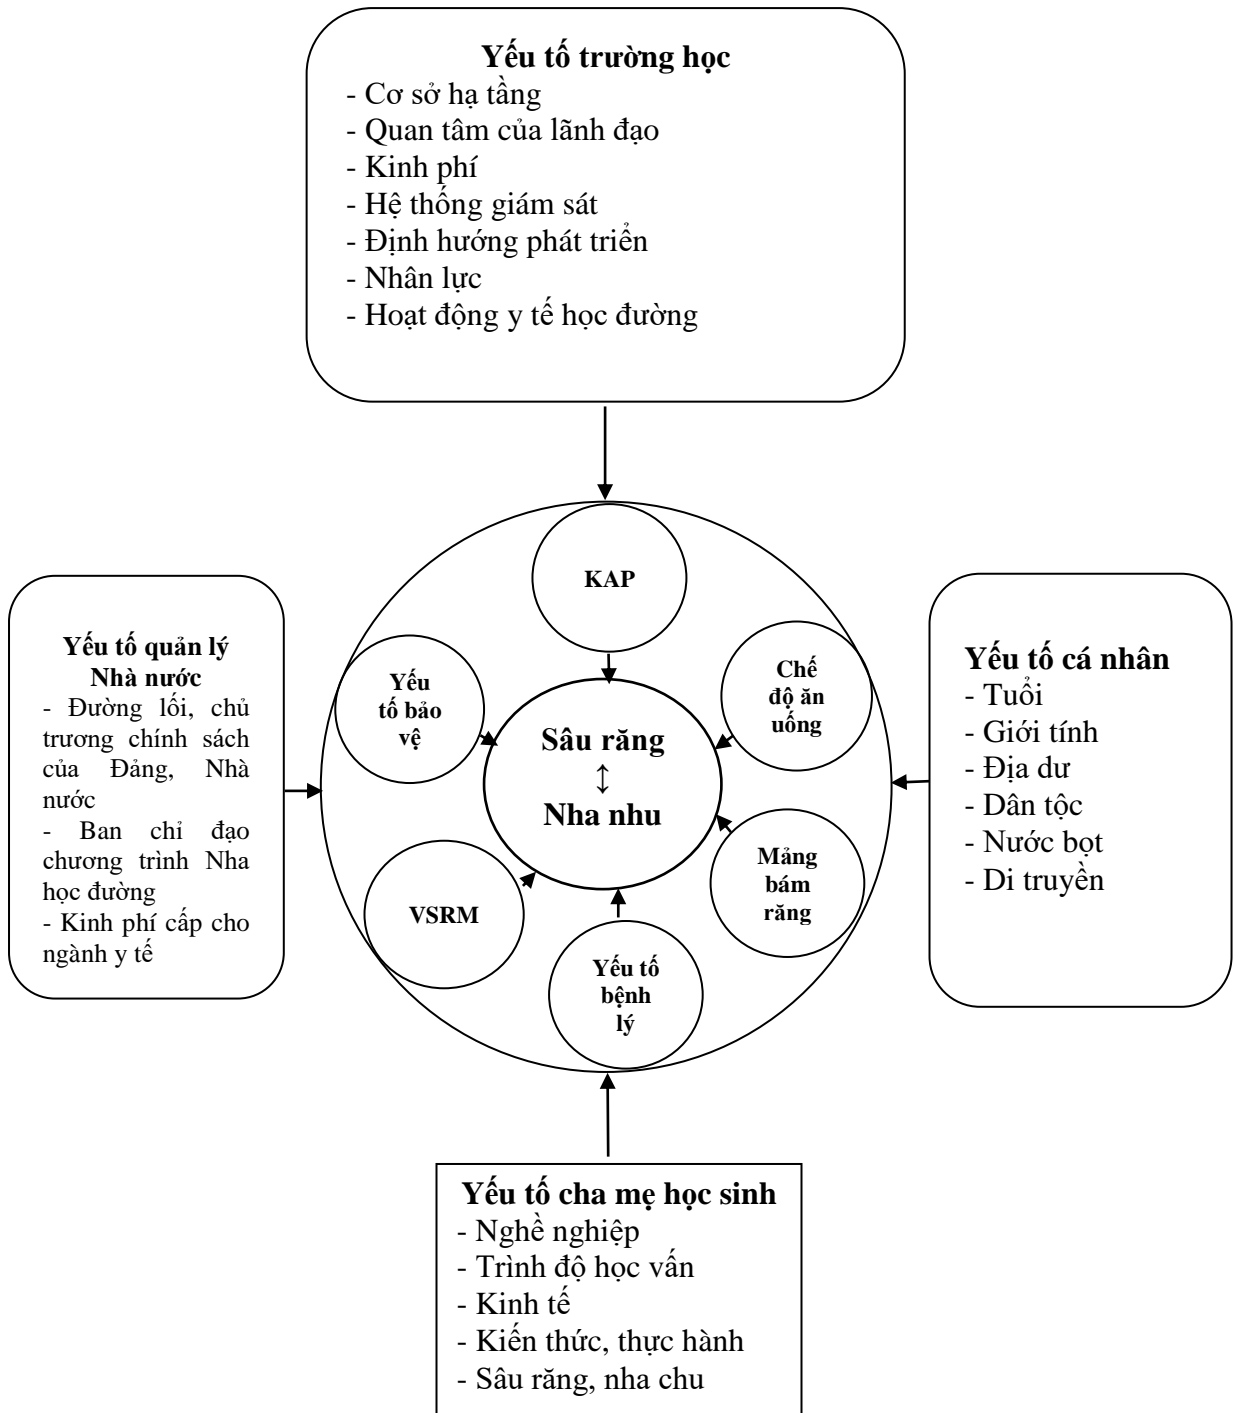 Yếu tố trường học
- Cơ sở hạ tầng
- Quan tâm của lãnh đạo
- Kinh phí
- Hệ thống giám sát
- Định hướng phát triển
- Nhân lực
- Hoạt động y tế học đường
KAP
Yếu tố quản lý
Nhà nước
- Đường lối, chủ
trương chính sách
của Đảng, Nhà
nước
- Ban chỉ đạo
chương trình Nha
học đường
- Kinh phí cấp cho
ngành y tế
Yếu
tố bảo
vệ
Chế
độ ăn
uống
Sâu răng
↕
Nha nhu
Yếu tố cá nhân
- Tuổi
- Giới tính
- Địa dư
- Dân tộc
- Nước bọt
- Di truyền
VSRM
Mảng
bám
răng
Yếu tố
bệnh
lý
Yếu tố cha mẹ học sinh
- Nghề nghiệp
- Trình độ học vấn
- Kinh tế
- Kiến thức, thực hành
- Sâu răng, nha chu